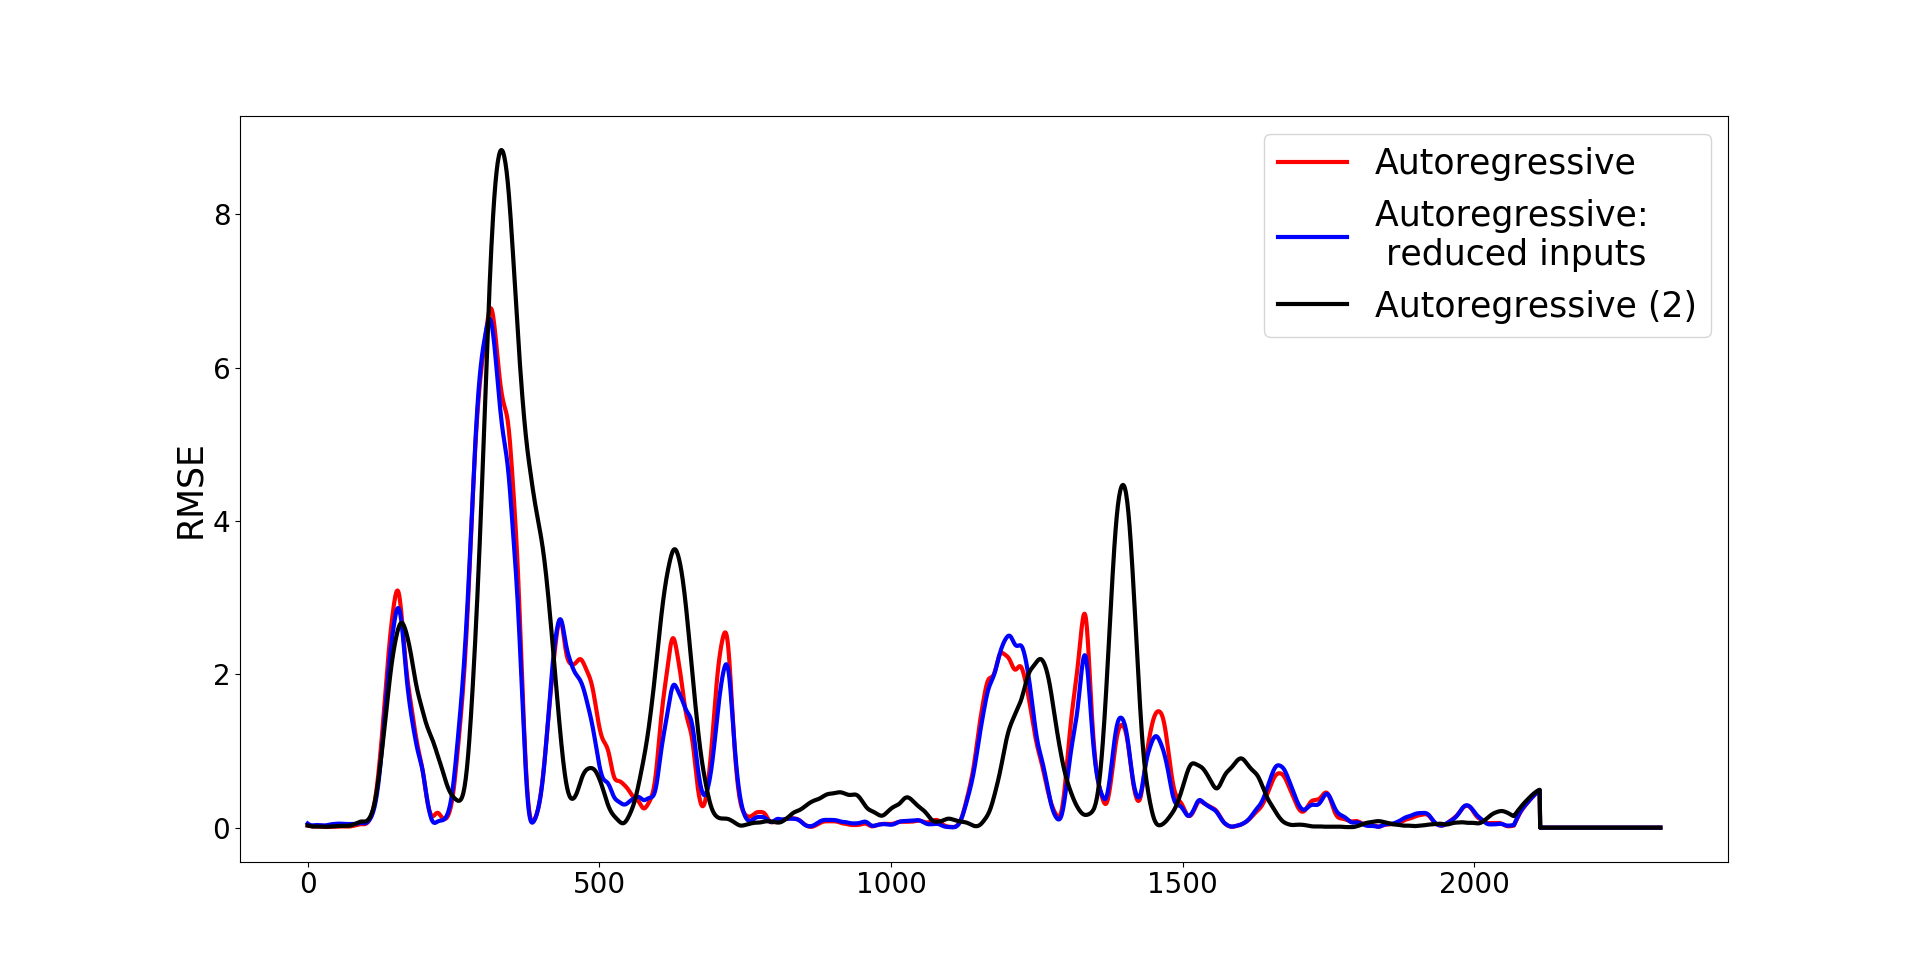 Autoregressive
Autoregressive:
reduced inputs
Autoregressive (2)
RMSE
8
6
4
2
0
0 500 1000 1500 2000